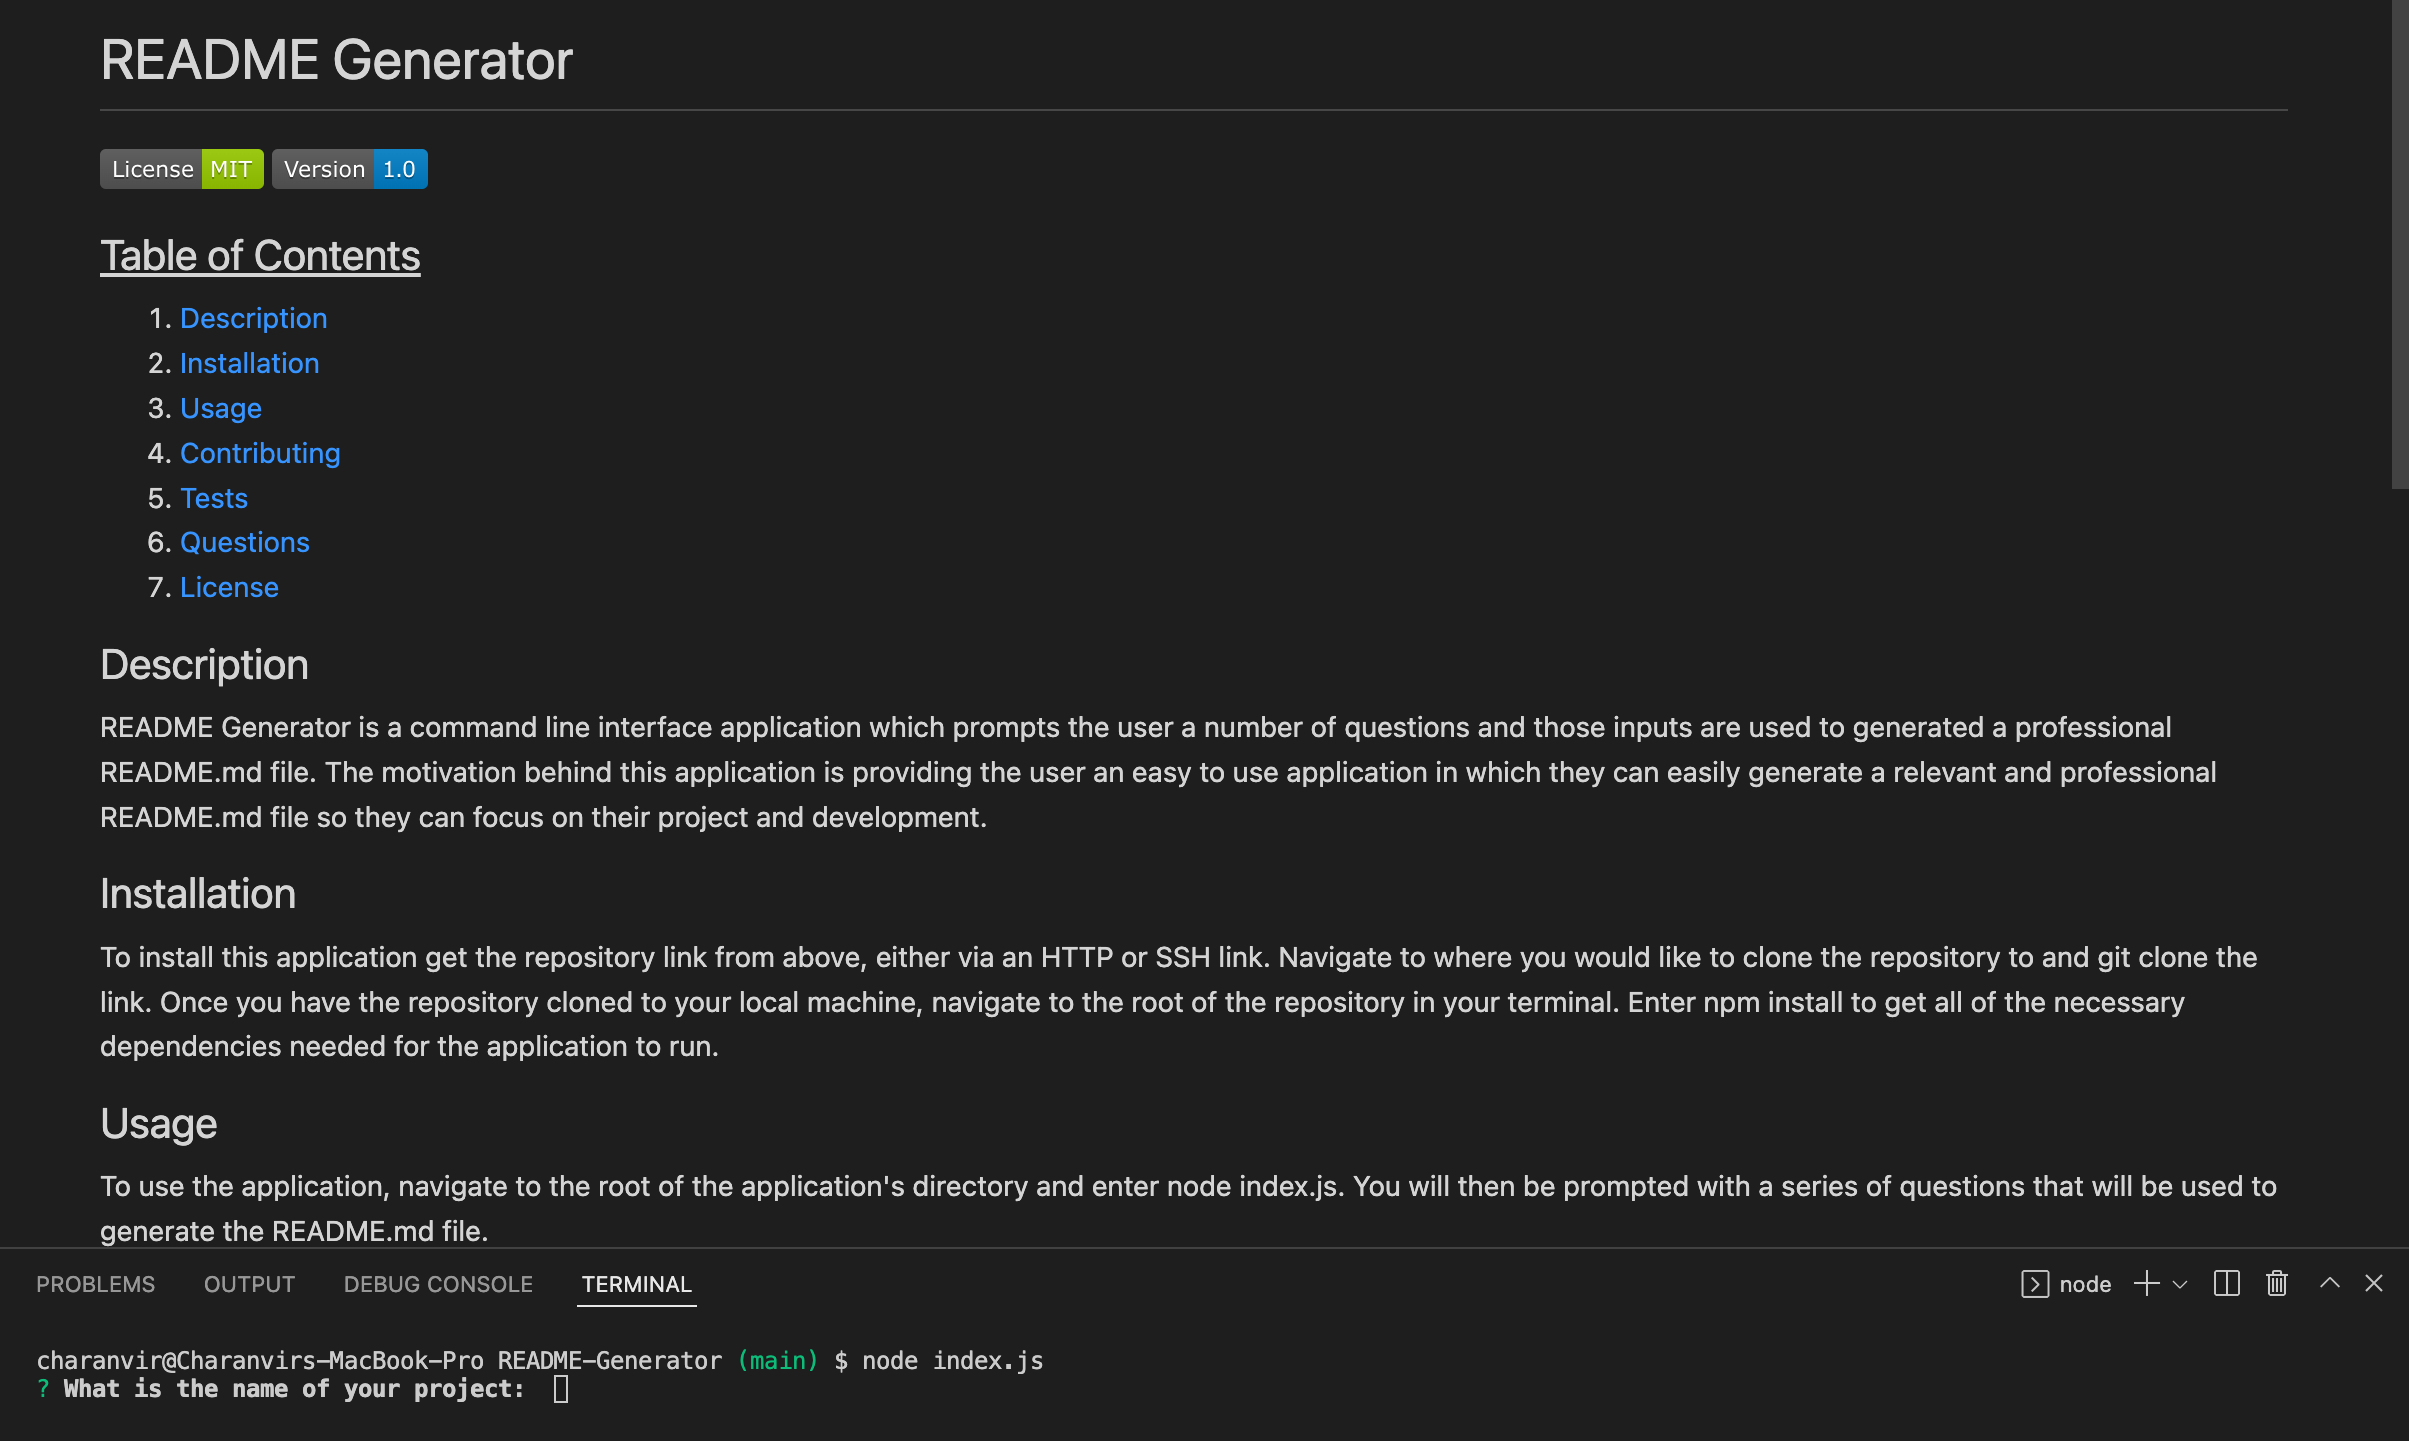 README Generator
License MIT Version 1.0
Table of Contents
1. Description
2. Installation
3. Usage
4. Contributing
5. Tests
6. Questions
7. License
Description
README Generator is a command line interface application which prompts the user a number of questions and those inputs are used to generated a professional
README.md file. The motivation behind this application is providing the user an easy to use application in which they can easily generate a relevant and professional
README.md file so they can focus on their project and development.
Installation
To install this application get the repository link from above, either via an HTTP or SSH link. Navigate to where you would like to clone the repository to and git clone the
link. Once you have the repository cloned to your local machine, navigate to the root of the repository in your terminal. Enter npm install to get all of the necessary
dependencies needed for the application to run.
Usage
To use the application, navigate to the root of the application's directory and enter node index.js. You will then be prompted with a series of questions that will be used to
generate the README.md file.
PROBLEMS OUTPUT DEBUG CONSOLE TERMINAL node
charanvir@Charanvirs-MacBook-Pro README-Generator (main) $ node index.js
? What is the name of your project: